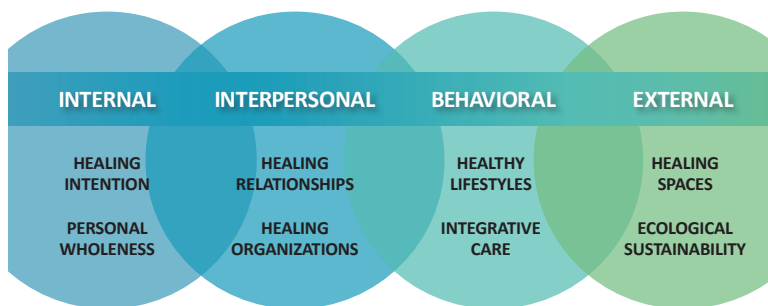 INTERNAL INTERPERSONAL BEHAVIORAL EXTERNAL
HEALING HEALING HEALTHY HEALING
INTENTION RELATIONSHIPS LIFESTYLES SPACES
PERSONAL HEALING INTEGRATIVE ECOLOGICAL
WHOLENESS ORGANIZATIONS CARE SUSTAINABILITY